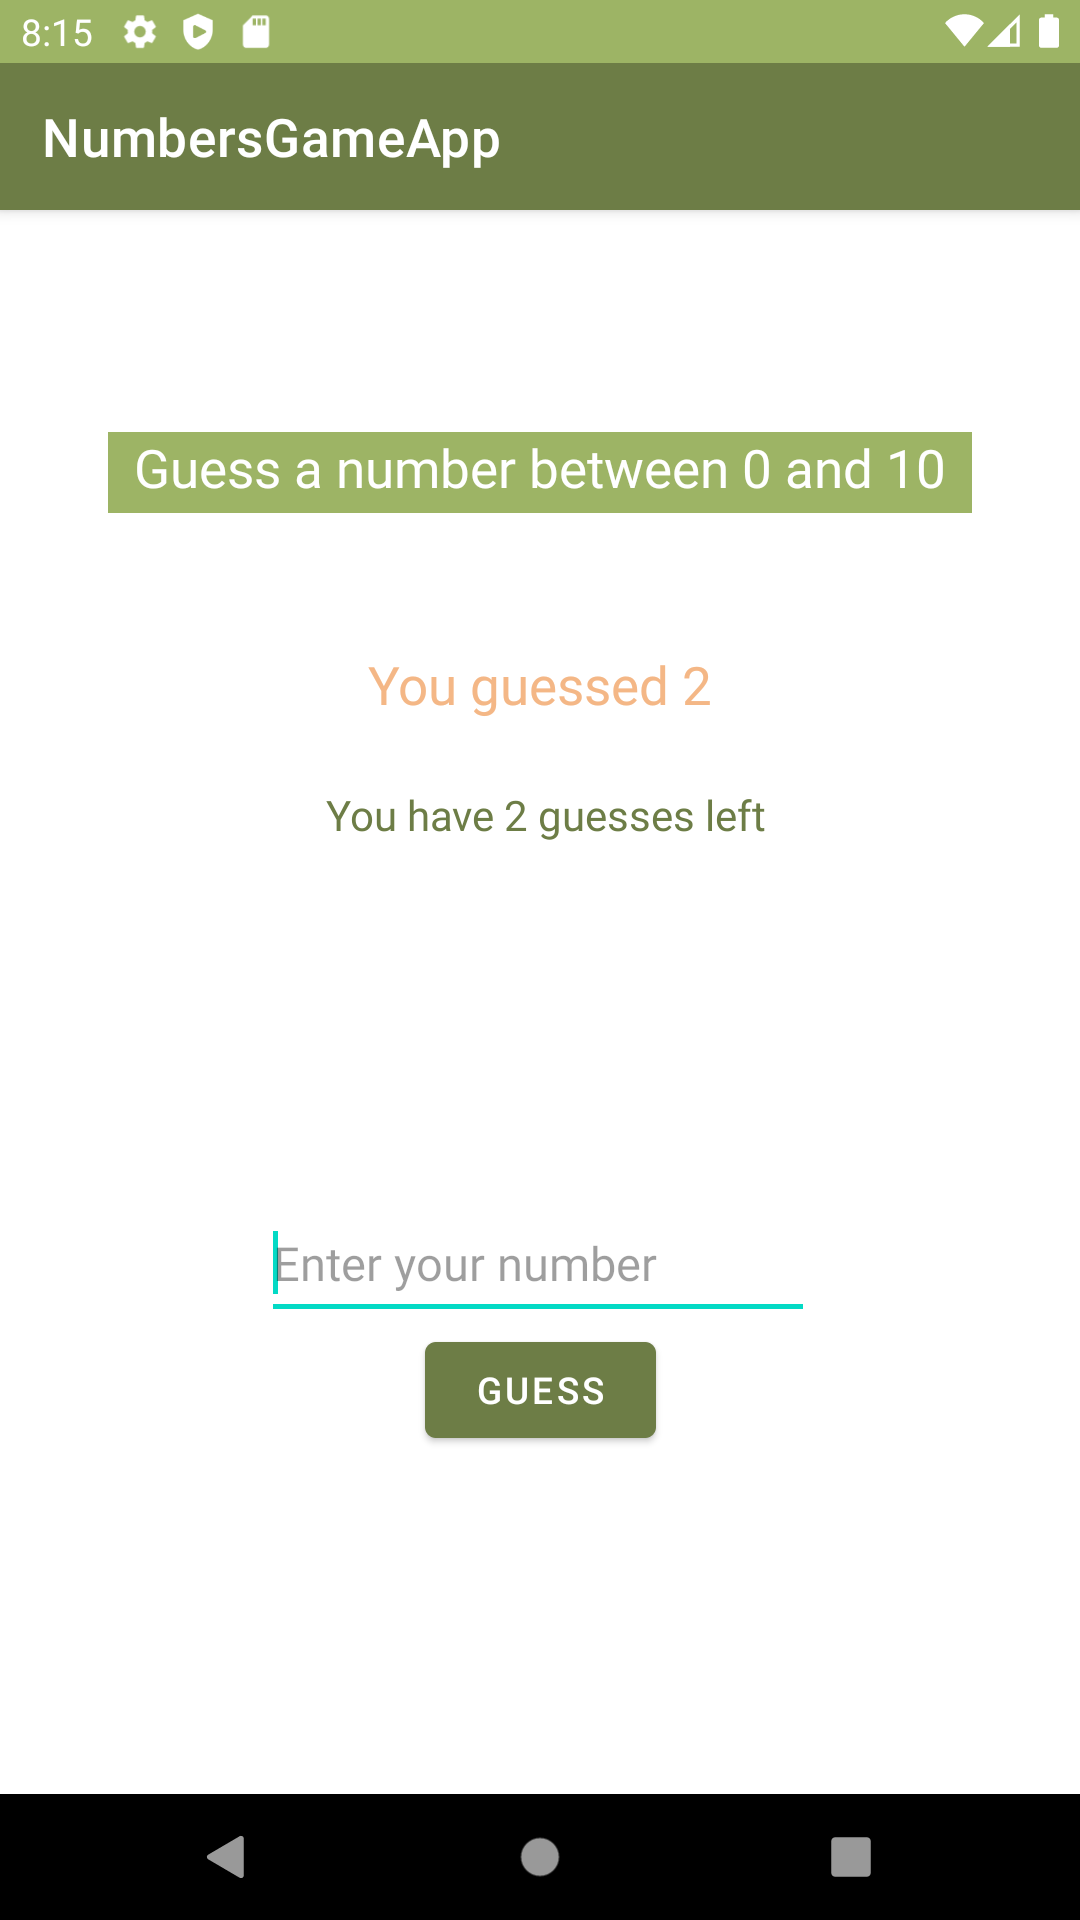 8:15
NumbersGameApp
Guess a number between 0 and 10
You guessed 2
You have 2 guesses left
Enter your number
GUESS